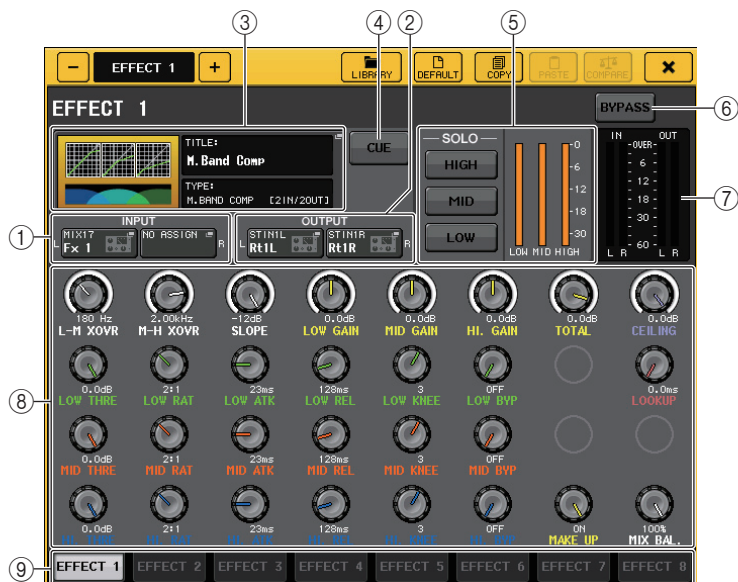 ④ ② ⑤
③
− EFFECT 1 + LIBRARY DEFAULT COPY PASTE COMPARE ×
EFFECT 1 BYPASS ⑥
TITLE:
M.Band Comp
TYPE:
M.BAND COMP [2IN/2OUT]
CUE
SOLO
HIGH
MID
LOW
0
-6
-12
-18
-30
LOW MID HIGH
IN OUT
-OVER-
- 6 -
- 12 -
- 18 -
- 30 -
- 60 -
L R L R
⑦
① INPUT OUTPUT
L MIX17 NO ASSIGN R L STIN1L STIN1R R
Fx 1 Rt1L Rt1R
⑧
180 Hz 2.00kHz -12dB 0.0dB 0.0dB 0.0dB 0.0dB 0.0dB
L-M XOVR M-H XOVR SLOPE LOW GAIN MID GAIN HI. GAIN TOTAL CEILING
0.0dB 2:1 23ms 128ms 3 OFF 0.0ms
LOW THRE LOW RAT LOW ATK LOW REL LOW KNEE LOW BYP LOOKUP
0.0dB 2:1 23ms 128ms 3 OFF
MID THRE MID RAT MID ATK MID REL MID KNEE MID BYP
0.0dB 2:1 23ms 128ms 3 OFF ON 100%
MAKE UP MIX BAL.
⑨ EFFECT 1 EFFECT 2 EFFECT 3 EFFECT 4 EFFECT 5 EFFECT 6 EFFECT 7 EFFECT 8